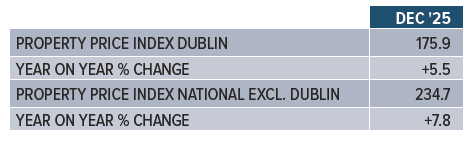 DEC '25
PROPERTY PRICE INDEX DUBLIN 175.9
YEAR ON YEAR % CHANGE +5.5
PROPERTY PRICE INDEX NATIONAL EXCL. DUBLIN 234.7
YEAR ON YEAR % CHANGE +7.8